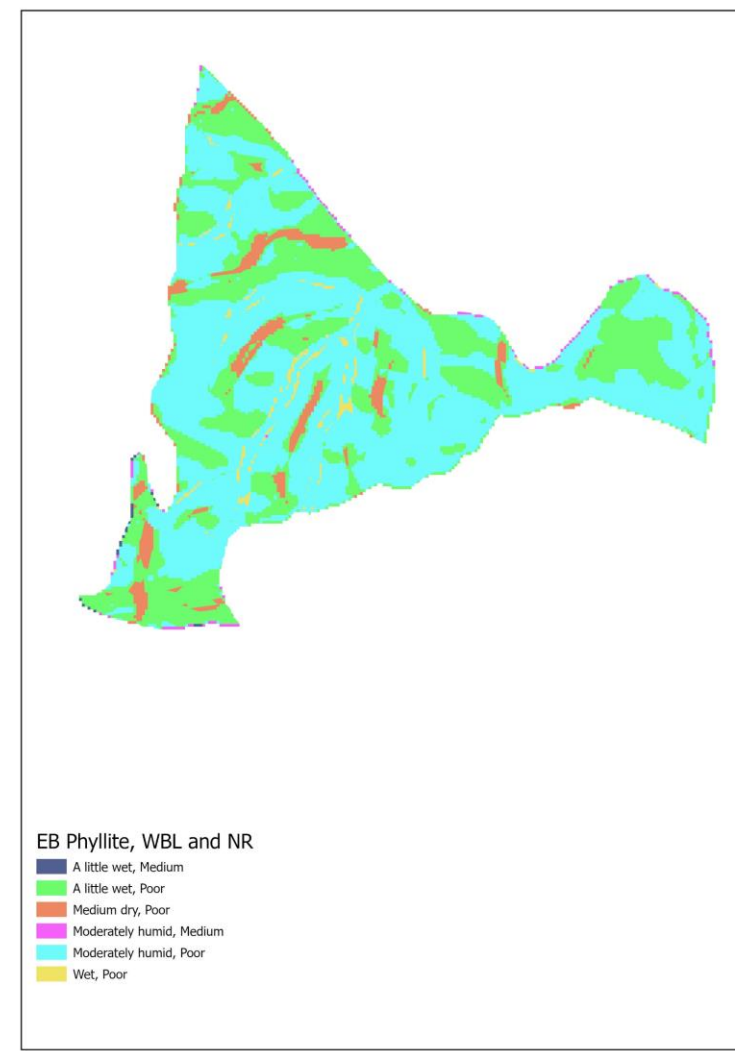 EB Phyllite, WBL and NR
A little wet, Medium
A little wet, Poor
Medium dry, Poor
Moderately humid, Medium
Moderately humid, Poor
Wet, Poor